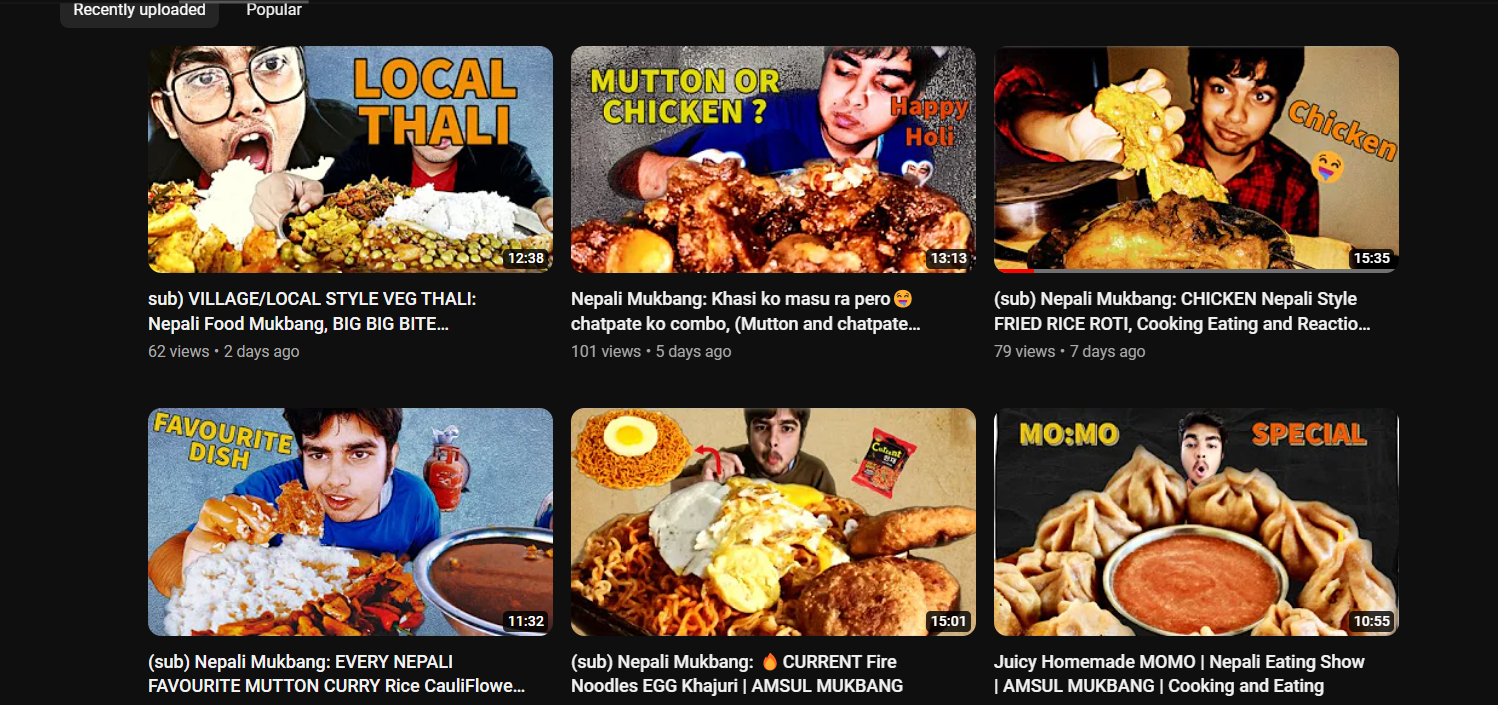 Recently uploaded
Popular
LOCAL
THALI
12:38
MUTTON OR
CHICKEN ?
Happy
Holi
13:13
Chicken
15:35
sub) VILLAGE/LOCAL STYLE VEG THALI:
Nepali Food Mukbang, BIG BIG BITE...
62 views • 2 days ago
Nepali Mukbang: Khasi ko masu ra pero😝
chatpate ko combo, (Mutton and chatpate...
101 views • 5 days ago
(sub) Nepali Mukbang: CHICKEN Nepali Style
FRIED RICE ROTI, Cooking Eating and Reactio...
79 views • 7 days ago
FAVOURITE
DISH
11:32
Current
15:01
MO:MO
SPECIAL
10:55
(sub) Nepali Mukbang: EVERY NEPALI
FAVOURITE MUTTON CURRY Rice CauliFlowe...
(sub) Nepali Mukbang: 🔥 CURRENT Fire
Noodles EGG Khajuri | AMSUL MUKBANG
Juicy Homemade MOMO | Nepali Eating Show
| AMSUL MUKBANG | Cooking and Eating